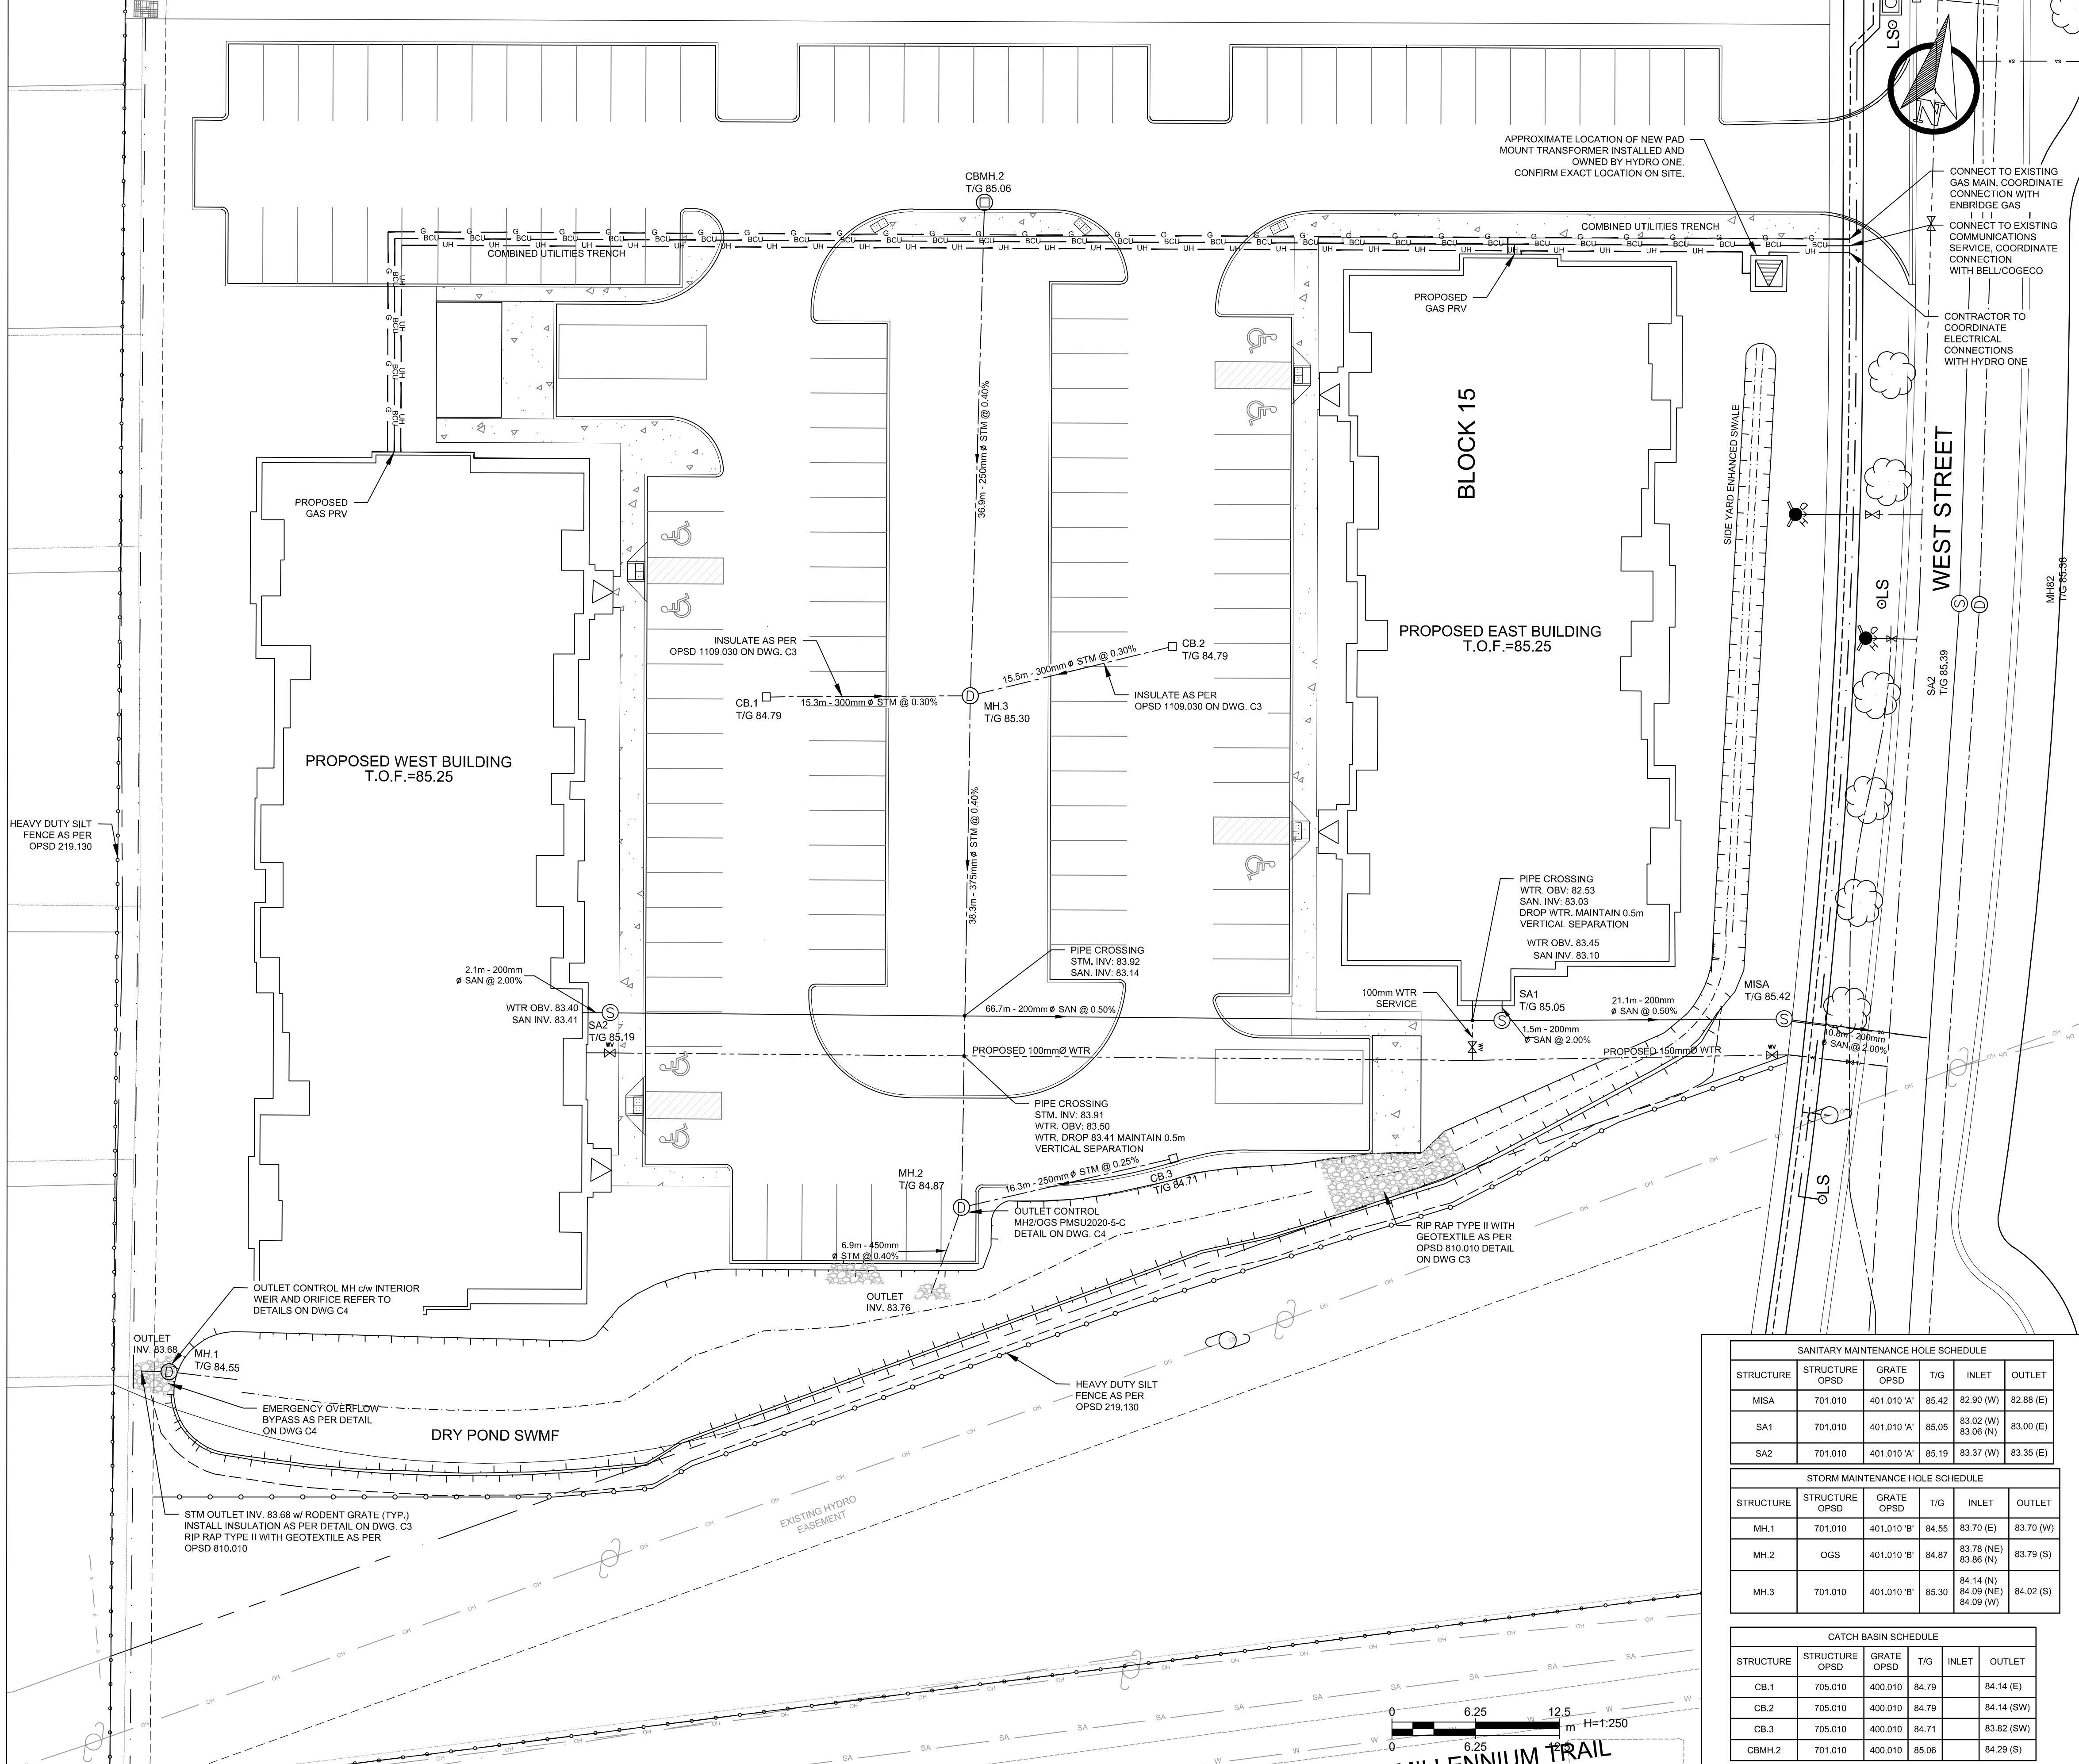 LS
N
APPROXIMATE LOCATION OF NEW PAD
MOUNT TRANSFORMER INSTALLED AND
OWNED BY HYDRO ONE.
CONFIRM EXACT LOCATION ON SITE.
CONNECT TO EXISTING
GAS MAIN, COORDINATE
CONNECTION WITH
ENBRIDGE GAS
CONNECT TO EXISTING
COMMUNICATIONS
SERVICE, COORDINATE
CONNECTION
WITH BELL/COGECO
CONTRACTOR TO
COORDINATE
ELECTRICAL
CONNECTIONS
WITH HYDRO ONE
CBMH.2
T/G 85.06
COMBINED UTILITIES TRENCH
COMBINED UTILITIES TRENCH
G
BCU
UH
PROPOSED
GAS PRV
PROPOSED
GAS PRV
BLOCK 15
36.9m - 250mm ø STM @ 0.40%
SIDE YARD ENHANCED SWALE
WEST STREET
MH82
T/G 85.38
LS
SA2
T/G 85.39
INSULATE AS PER
OPSD 1109.030 ON DWG. C3
CB.1
T/G 84.79
15.3m - 300mm ø STM @ 0.30%
15.5m - 300mm ø STM @ 0.30%
CB.2
T/G 84.79
D
MH.3
T/G 85.30
INSULATE AS PER
OPSD 1109.030 ON DWG. C3
PROPOSED EAST BUILDING
T.O.F.=85.25
PROPOSED WEST BUILDING
T.O.F.=85.25
38.3m - 375mm ø STM @ 0.40%
HEAVY DUTY SILT
FENCE AS PER
OPSD 219.130
PIPE CROSSING
WTR. OBV: 82.53
SAN. INV: 83.03
DROP WTR. MAINTAIN 0.5m
VERTICAL SEPARATION
WTR OBV. 83.45
SAN INV. 83.10
PIPE CROSSING
STM. INV: 83.92
SAN. INV: 83.14
2.1m - 200mm
ø SAN @ 2.00%
WTR OBV. 83.40
SAN INV. 83.41
S
SA2
T/G 85.19
WV
66.7m - 200mm ø SAN @ 0.50%
100mm WTR
SERVICE
SA1
T/G 85.05
S
1.5m - 200mm
ø SAN @ 2.00%
WV
21.1m - 200mm
ø SAN @ 0.50%
MISA
T/G 85.42
S
10.8m - 200mm
ø SAN @ 2.00%
PROPOSED 100mmØ WTR
PROPOSED 150mmØ WTR
WV
PIPE CROSSING
STM. INV: 83.91
WTR. OBV: 83.50
WTR. DROP 83.41 MAINTAIN 0.5m
VERTICAL SEPARATION
MH.2
T/G 84.87
D
16.3m - 250mm ø STM @ 0.25%
CB.3
T/G 84.71
OUTLET CONTROL
MH2/OGS PMSU2020-5-C
DETAIL ON DWG. C4
LS
RIP RAP TYPE II WITH
GEOTEXTILE AS PER
OPSD 810.010 DETAIL
ON DWG C3
6.9m - 450mm
ø STM @ 0.40%
OUTLET
INV. 83.76
OUTLET CONTROL MH c/w INTERIOR
WEIR AND ORIFICE REFER TO
DETAILS ON DWG C4
OUTLET
INV. 83.68
D
MH.1
T/G 84.55
EMERGENCY OVERFLOW
BYPASS AS PER DETAIL
ON DWG C4
DRY POND SWMF
HEAVY DUTY SILT
FENCE AS PER
OPSD 219.130
STM OUTLET INV. 83.68 w/ RODENT GRATE (TYP.)
INSTALL INSULATION AS PER DETAIL ON DWG. C3
RIP RAP TYPE II WITH GEOTEXTILE AS PER
OPSD 810.010
EXISTING HYDRO
EASEMENT
OH
SA
W
0 6.25 12.5
m H=1:250
0 6.25 12.5
MILLENNIUM TRAIL
SANITARY MAINTENANCE HOLE SCHEDULE
STRUCTURE STRUCTURE OPSD GRATE OPSD T/G INLET OUTLET
MISA 701.010 401.010 'A' 85.42 82.90 (W) 82.88 (E)
SA1 701.010 401.010 'A' 85.05 83.02 (W) 83.06 (N) 83.00 (E)
SA2 701.010 401.010 'A' 85.19 83.37 (W) 83.35 (E)
STORM MAINTENANCE HOLE SCHEDULE
STRUCTURE STRUCTURE OPSD GRATE OPSD T/G INLET OUTLET
MH.1 701.010 401.010 'B' 84.55 83.70 (E) 83.70 (W)
MH.2 OGS 401.010 'B' 84.87 83.78 (NE) 83.86 (N) 83.79 (S)
MH.3 701.010 401.010 'B' 85.30 84.14 (N) 84.09 (NE) 84.09 (W) 84.02 (S)
CATCH BASIN SCHEDULE
STRUCTURE STRUCTURE OPSD GRATE OPSD T/G INLET OUTLET
CB.1 705.010 400.010 84.79 84.14 (E)
CB.2 705.010 400.010 84.79 84.14 (SW)
CB.3 705.010 400.010 84.71 83.82 (SW)
CBMH.2 701.010 400.010 85.06 84.29 (S)